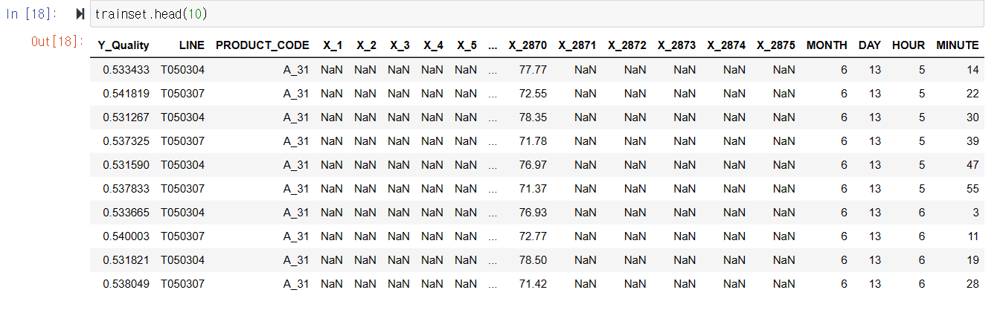 In [18]: trainset.head(10)
Out[18]:
Y_Quality LINE PRODUCT_CODE X_1 X_2 X_3 X_4 X_5 ... X_2870 X_2871 X_2872 X_2873 X_2874 X_2875 MONTH DAY HOUR MINUTE
0.533433 T050304 A_31 NaN NaN NaN NaN NaN ... 77.77 NaN NaN NaN NaN NaN 6 13 5 14
0.541819 T050307 A_31 NaN NaN NaN NaN NaN ... 72.55 NaN NaN NaN NaN NaN 6 13 5 22
0.531267 T050304 A_31 NaN NaN NaN NaN NaN ... 78.35 NaN NaN NaN NaN NaN 6 13 5 30
0.537325 T050307 A_31 NaN NaN NaN NaN NaN ... 71.78 NaN NaN NaN NaN NaN 6 13 5 39
0.531590 T050304 A_31 NaN NaN NaN NaN NaN ... 76.97 NaN NaN NaN NaN NaN 6 13 5 47
0.537833 T050307 A_31 NaN NaN NaN NaN NaN ... 71.37 NaN NaN NaN NaN NaN 6 13 5 55
0.533665 T050304 A_31 NaN NaN NaN NaN NaN ... 76.93 NaN NaN NaN NaN NaN 6 13 6 3
0.540003 T050307 A_31 NaN NaN NaN NaN NaN ... 72.77 NaN NaN NaN NaN NaN 6 13 6 11
0.531821 T050304 A_31 NaN NaN NaN NaN NaN ... 78.50 NaN NaN NaN NaN NaN 6 13 6 19
0.538049 T050307 A_31 NaN NaN NaN NaN NaN ... 71.42 NaN NaN NaN NaN NaN 6 13 6 28